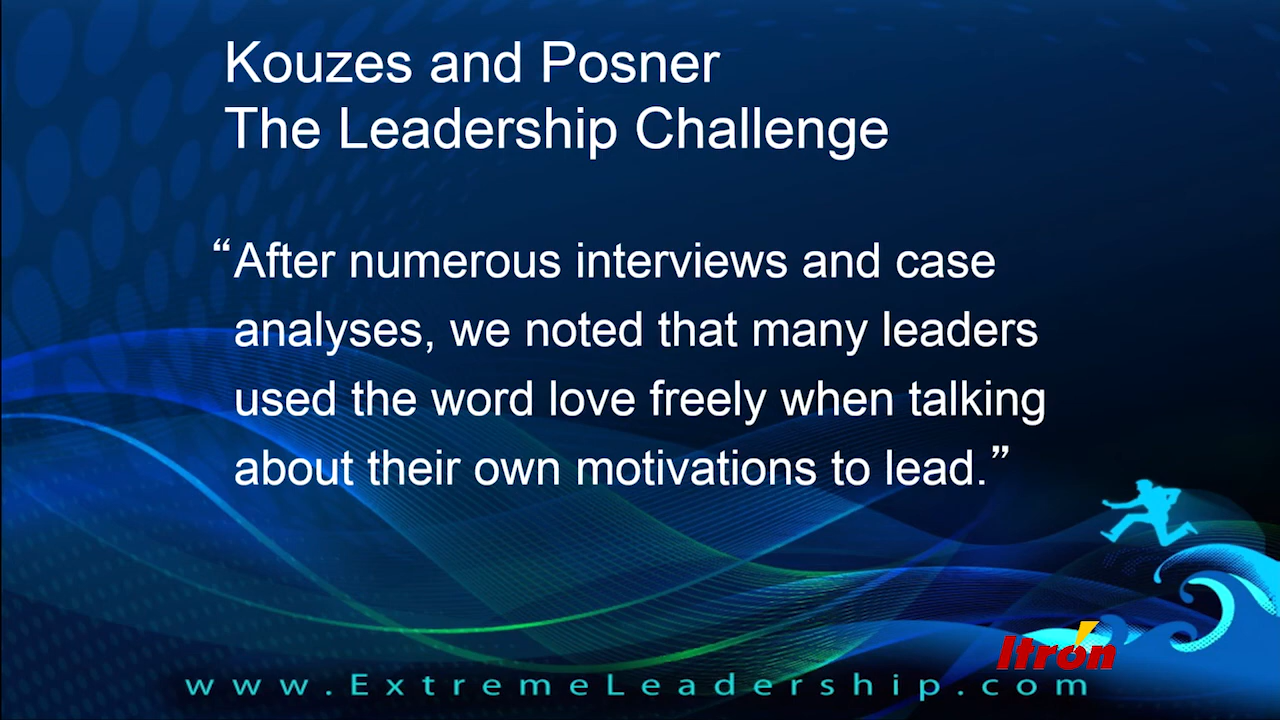 Kouzes and Posner
The Leadership Challenge
“After numerous interviews and case
analyses, we noted that many leaders
used the word love freely when talking
about their own motivations to lead.”
Itron
www.ExtremeLeadership.com